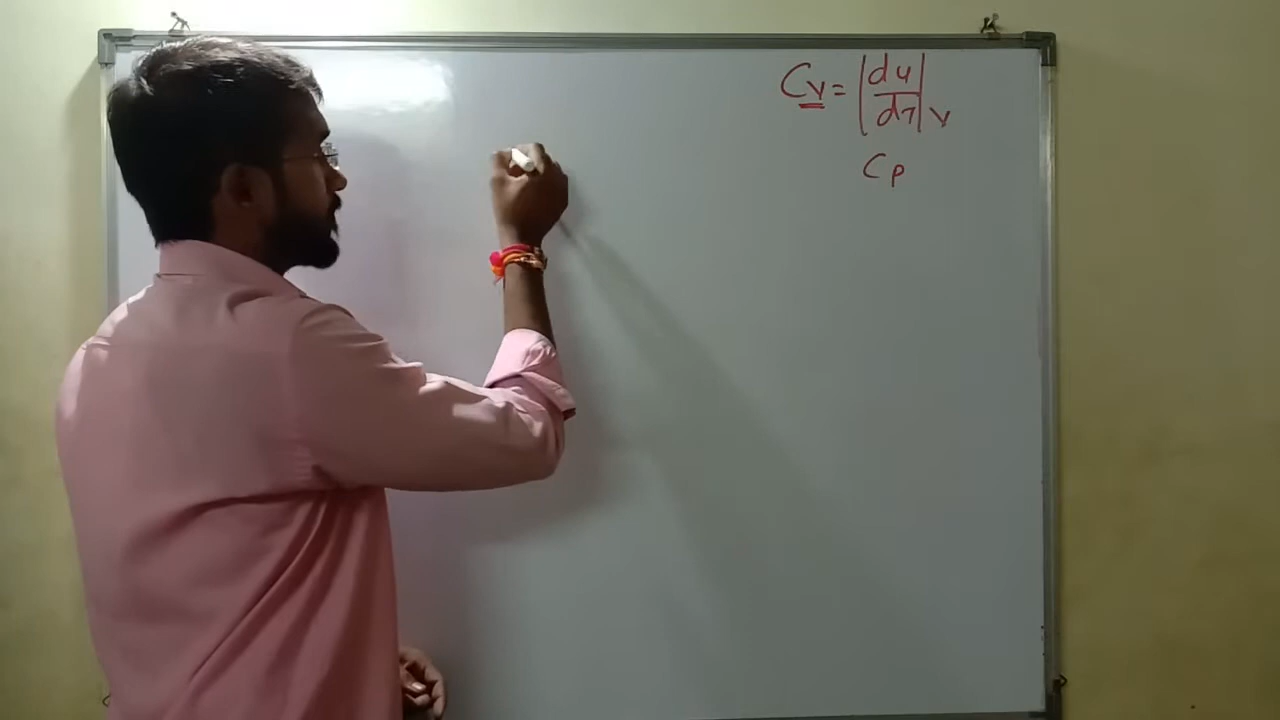 Cv = |du/dT|v
Cp